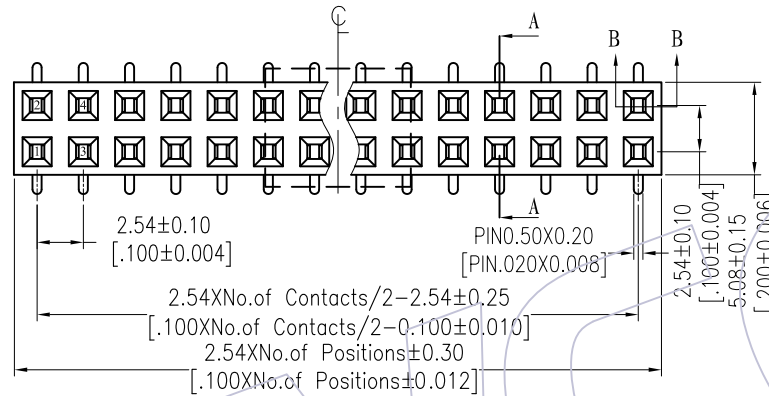 ℄
A
B B
2 4
1 3
A
2.54±0.10
[.100±0.004]
PIN0.50X0.20
[PIN.020X0.008]
2.54±0.10
[.100±0.004]
5.08±0.15
[.200±0.006]
2.54XNo.of Contacts/2-2.54±0.25
[.100XNo.of Contacts/2-0.100±0.010]
2.54XNo.of Positions±0.30
[.100XNo.of Positions±0.012]